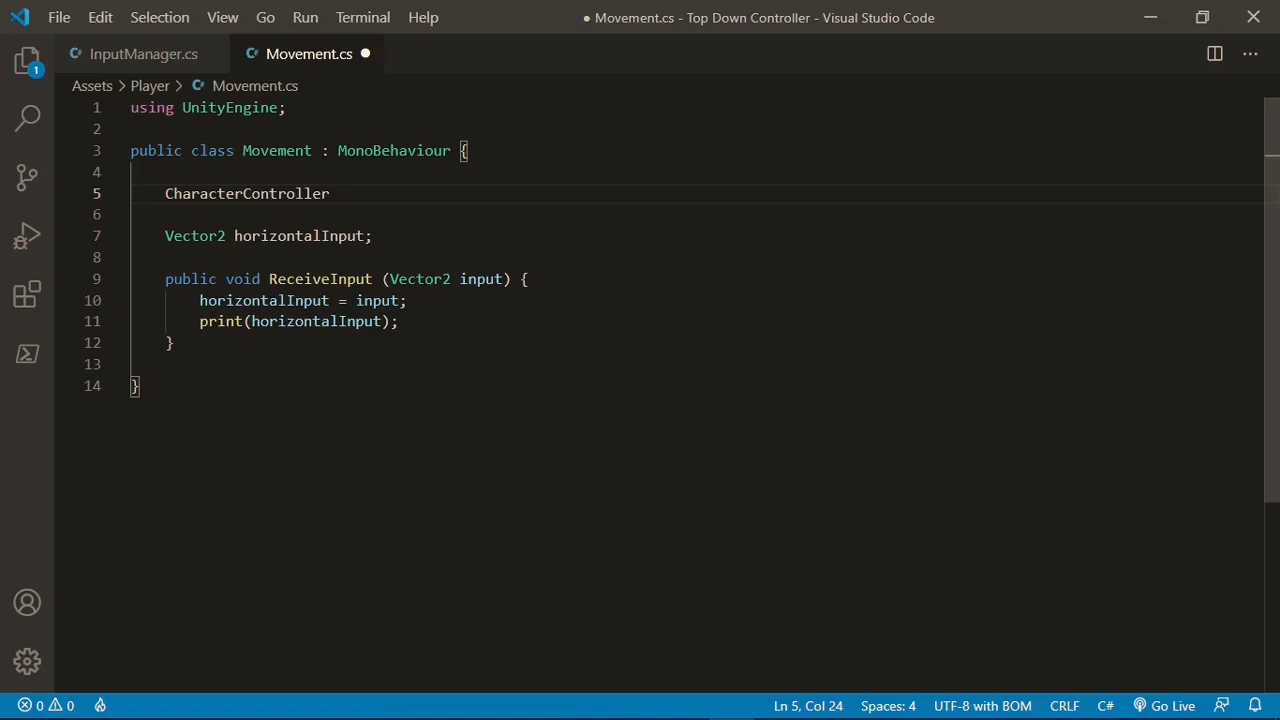 File Edit Selection View Go Run Terminal Help ● Movement.cs - Top Down Controller - Visual Studio Code
InputManager.cs Movement.cs
Assets > Player > Movement.cs
1 using UnityEngine;
2
3 public class Movement : MonoBehaviour {
4
5 CharacterController
6
7 Vector2 horizontalInput;
8
9 public void ReceiveInput (Vector2 input) {
10 horizontalInput = input;
11 print(horizontalInput);
12 }
13
14 }
1
0 0 Ln 5, Col 24 Spaces: 4 UTF-8 with BOM CRLF C# Go Live